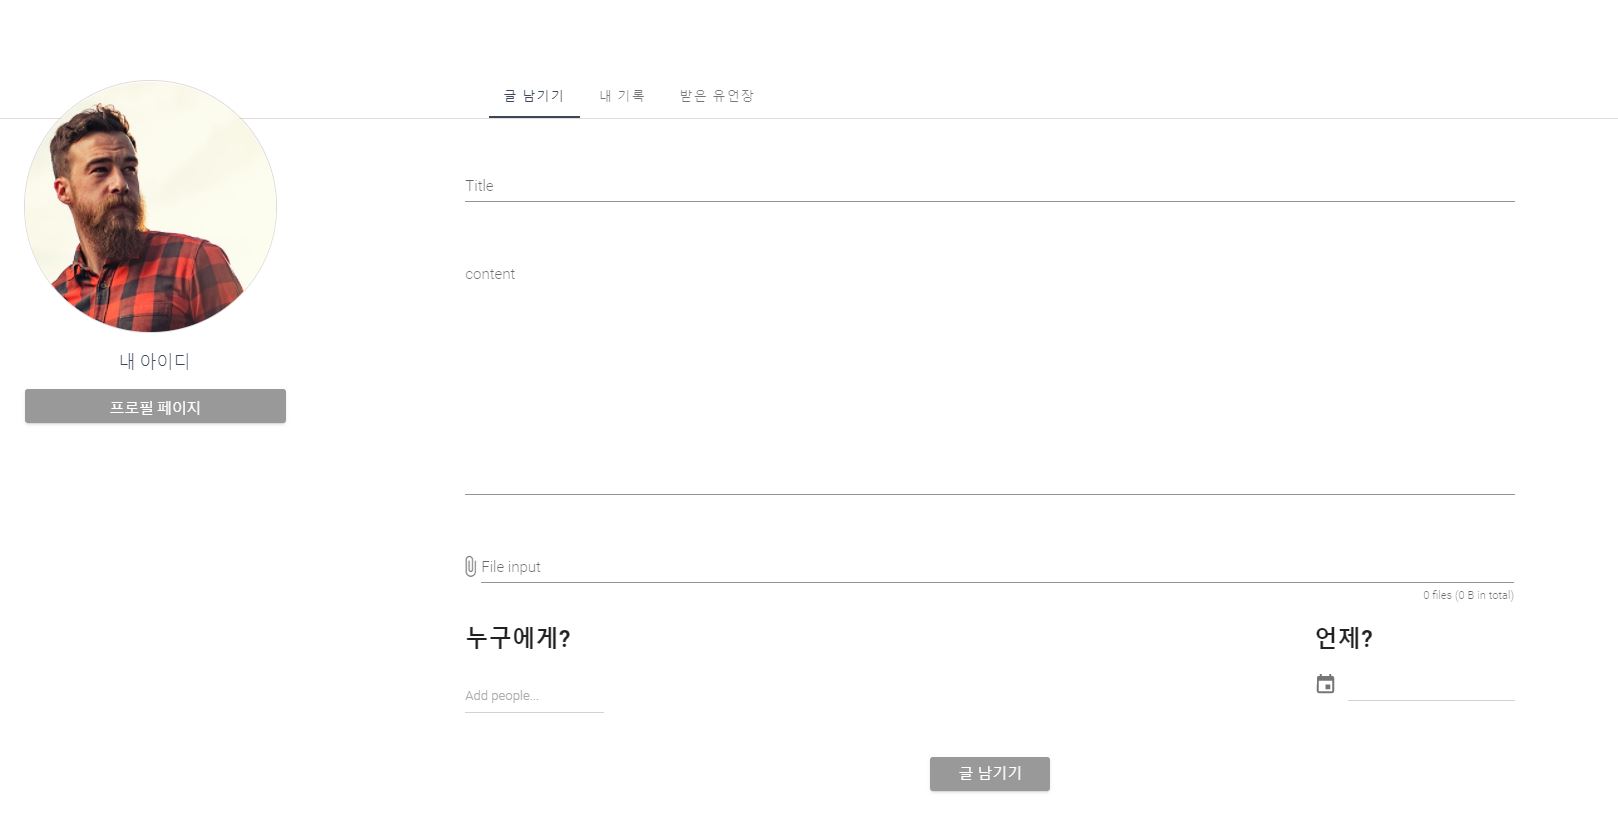 글 남기기 내 기록 받은 유언장
Title
content
내 아이디
프로필 페이지
File input
0 files (0 B in total)
누구에게? 언제?
Add people...
글 남기기